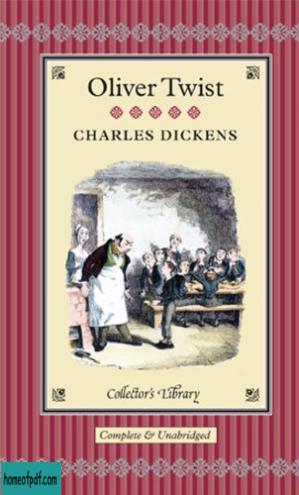 Oliver Twist
CHARLES DICKENS
Collector's Library
Complete & Unabridged
homeofpdf.com